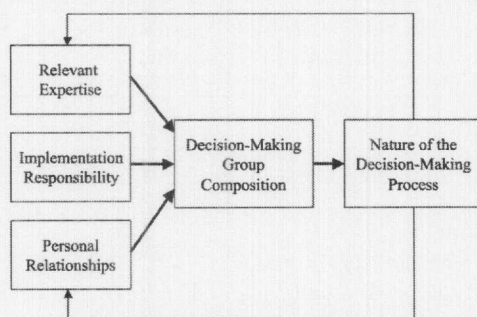 Relevant
Expertise
Implementation
Responsibility
Personal
Relationships
Decision-Making
Group
Composition
Nature of the
Decision-Making
Process